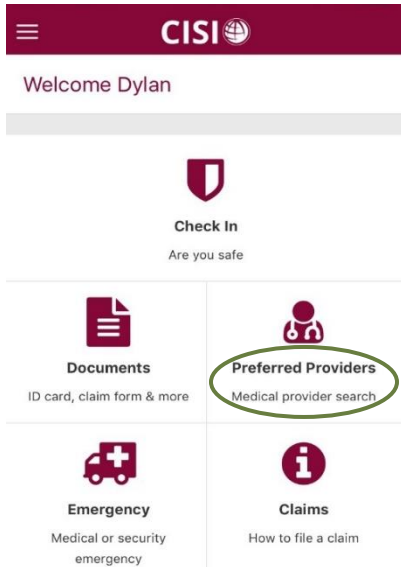 CISI
Welcome Dylan
Check In
Are you safe
Documents
ID card, claim form & more
Preferred Providers
Medical provider search
Emergency
Medical or security
emergency
Claims
How to file a claim